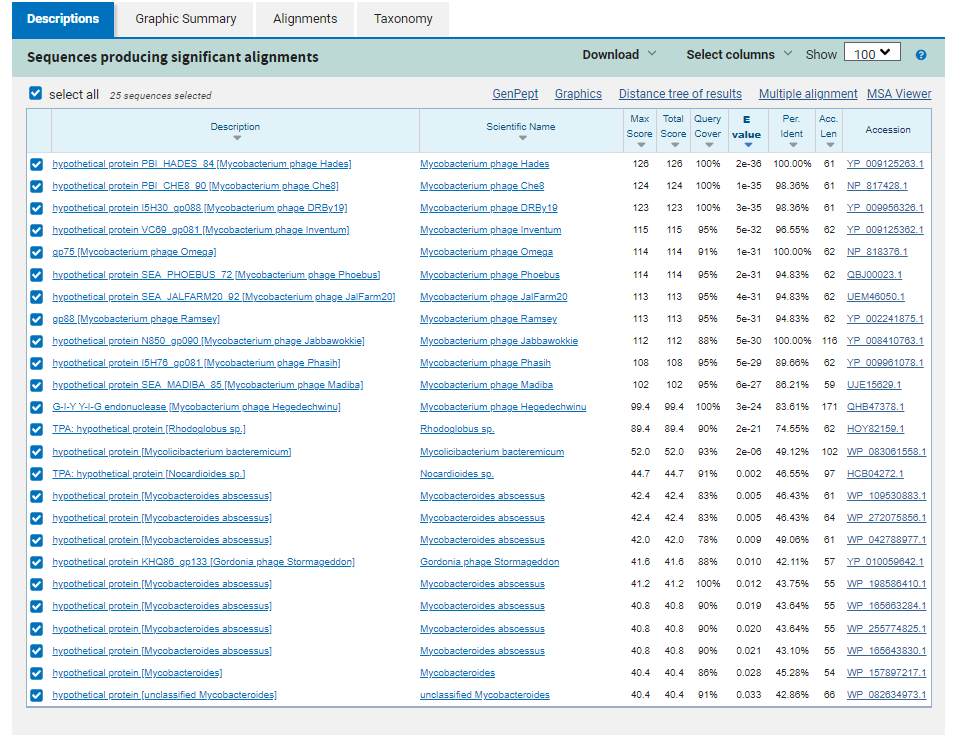 Descriptions Graphic Summary Alignments Taxonomy
Sequences producing significant alignments Download Select columns Show 100 ?
select all 25 sequences selected GenPept Graphics Distance tree of results Multiple alignment MSA Viewer
Description Scientific Name Max Score Total Score Query Cover E value Per. Ident Acc. Len Accession
hypothetical protein PBI_HADES_84 [Mycobacterium phage Hades] Mycobacterium phage Hades 126 126 100% 2e-36 100.00% 61 YP_009125263.1
hypothetical protein PBI_CHE8_90 [Mycobacterium phage Che8] Mycobacterium phage Che8 124 124 100% 1e-35 98.36% 61 NP_817428.1
hypothetical protein I5H30_gp088 [Mycobacterium phage DRBy19] Mycobacterium phage DRBy19 123 123 100% 3e-35 98.36% 61 YP_009956326.1
hypothetical protein VC69_gp081 [Mycobacterium phage Inventum] Mycobacterium phage Inventum 115 115 95% 5e-32 96.55% 62 YP_009125362.1
gp75 [Mycobacterium phage Omega] Mycobacterium phage Omega 114 114 91% 1e-31 100.00% 62 NP_818376.1
hypothetical protein SEA_PHOEBUS_72 [Mycobacterium phage Phoebus] Mycobacterium phage Phoebus 114 114 95% 2e-31 94.83% 62 QBJ00023.1
hypothetical protein SEA_JALFARM20_92 [Mycobacterium phage JalFarm20] Mycobacterium phage JalFarm20 113 113 95% 4e-31 94.83% 62 UEM46050.1
gp88 [Mycobacterium phage Ramsey] Mycobacterium phage Ramsey 113 113 95% 5e-31 94.83% 62 YP_002241875.1
hypothetical protein N850_gp090 [Mycobacterium phage Jabbawokkie] Mycobacterium phage Jabbawokkie 112 112 88% 5e-30 100.00% 116 YP_008410763.1
hypothetical protein I5H76_gp081 [Mycobacterium phage Phasih] Mycobacterium phage Phasih 108 108 95% 5e-29 89.66% 62 YP_009961078.1
hypothetical protein SEA_MADIBA_85 [Mycobacterium phage Madiba] Mycobacterium phage Madiba 102 102 95% 6e-27 86.21% 59 UJE15629.1
G-I-Y Y-I-G endonuclease [Mycobacterium phage Hegedechwinu] Mycobacterium phage Hegedechwinu 99.4 99.4 100% 3e-24 83.61% 171 QHB47378.1
TPA: hypothetical protein [Rhodoglobus sp.] Rhodoglobus sp. 89.4 89.4 90% 2e-21 74.55% 62 HOY82159.1
hypothetical protein [Mycolicibacterium bacteremicum] Mycolicibacterium bacteremicum 52.0 52.0 93% 2e-06 49.12% 102 WP_083061558.1
TPA: hypothetical protein [Nocardioides sp.] Nocardioides sp. 44.7 44.7 91% 0.002 46.55% 97 HCB04272.1
hypothetical protein [Mycobacteroides abscessus] Mycobacteroides abscessus 42.4 42.4 83% 0.005 46.43% 61 WP_109530883.1
hypothetical protein [Mycobacteroides abscessus] Mycobacteroides abscessus 42.4 42.4 83% 0.005 46.43% 64 WP_272075856.1
hypothetical protein [Mycobacteroides abscessus] Mycobacteroides abscessus 42.0 42.0 78% 0.009 49.06% 61 WP_042788977.1
hypothetical protein KHQ86_gp133 [Gordonia phage Stormageddon] Gordonia phage Stormageddon 41.6 41.6 88% 0.010 42.11% 57 YP_010059642.1
hypothetical protein [Mycobacteroides abscessus] Mycobacteroides abscessus 41.2 41.2 100% 0.012 43.75% 55 WP_198586410.1
hypothetical protein [Mycobacteroides abscessus] Mycobacteroides abscessus 40.8 40.8 90% 0.019 43.64% 55 WP_165663284.1
hypothetical protein [Mycobacteroides abscessus] Mycobacteroides abscessus 40.8 40.8 90% 0.020 43.64% 55 WP_255774825.1
hypothetical protein [Mycobacteroides abscessus] Mycobacteroides abscessus 40.8 40.8 90% 0.021 43.10% 55 WP_165643830.1
hypothetical protein [Mycobacteroides] Mycobacteroides 40.4 40.4 86% 0.028 45.28% 54 WP_157897217.1
hypothetical protein [unclassified Mycobacteroides] unclassified Mycobacteroides 40.4 40.4 91% 0.033 42.86% 66 WP_082634973.1